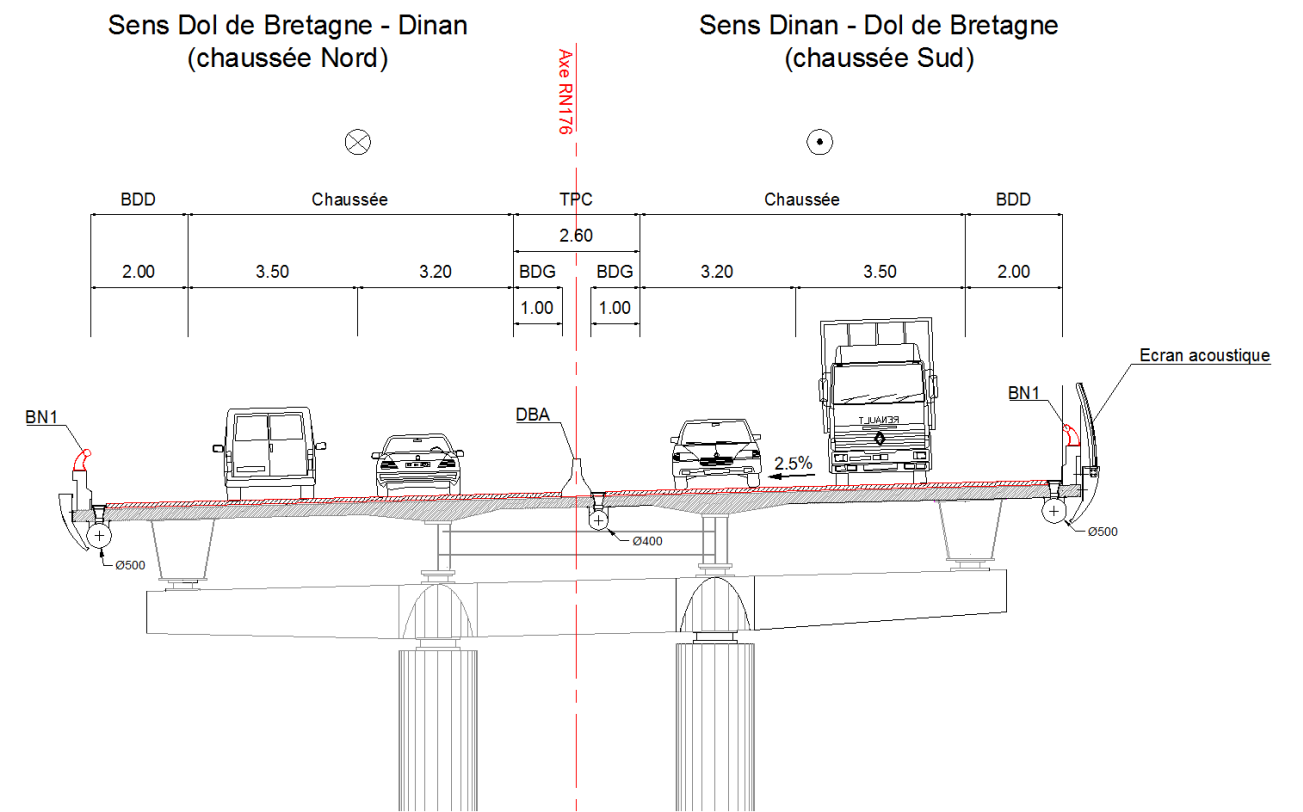 Sens Dol de Bretagne - Dinan
(chaussée Nord)
Sens Dinan - Dol de Bretagne
(chaussée Sud)
Axe RN176
BDD
Chaussée
TPC
Chaussée
BDD
2.60
2.00
3.50
3.20
BDG
BDG
3.20
3.50
2.00
1.00
1.00
Ecran acoustique
BN1
DBA
BN1
RENAULT
2.5%
Ø500
Ø400
Ø500